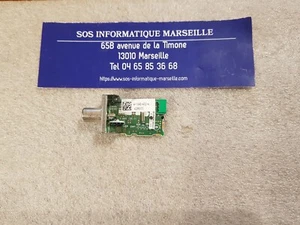 SOS INFORMATIQUE MARSEILLE
65B avenue de la Timone
13010 Marseille
Tel 04 65 85 36 68
https://www.sos-informatique-marseille.com